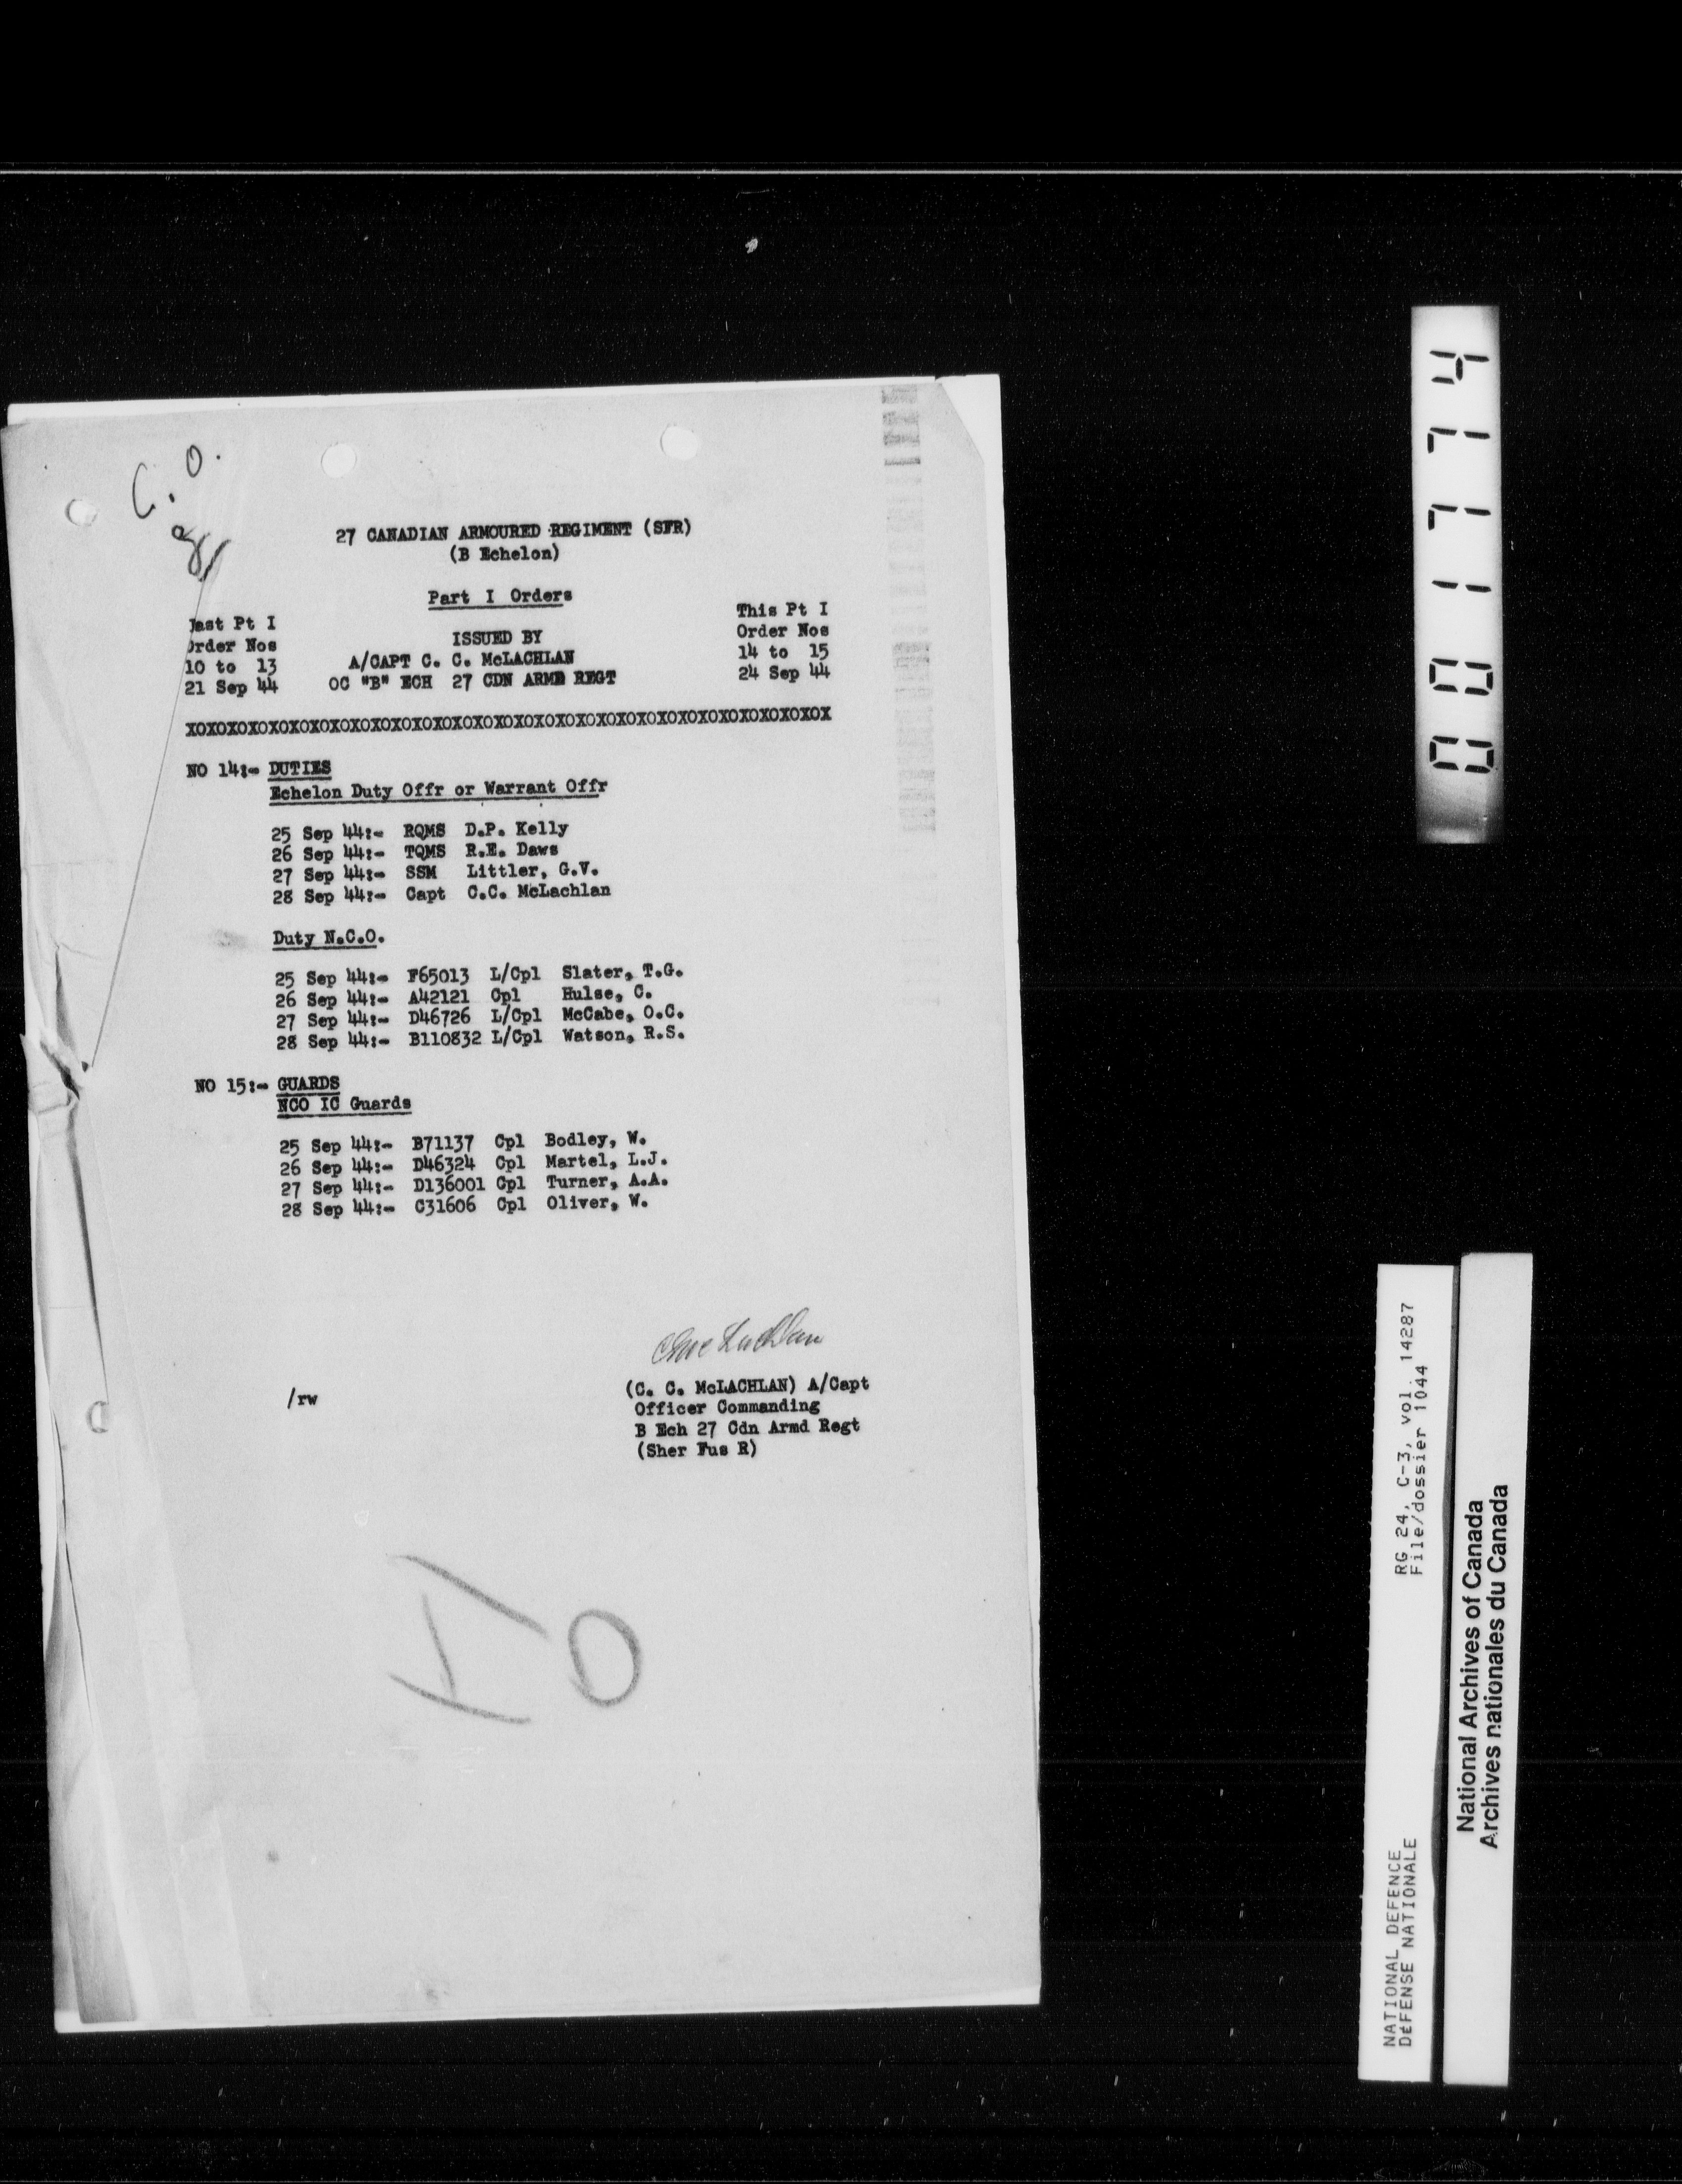 C. O.
27 CANADIAN ARMOURED REGIMENT (SFR)
(B Echelon)
Part I Orders
Last Pt I
Order Nos
10 to 13
21 Sep 44
ISSUED BY
A/CAPT C. C. McLACHLAN
OC "B" ECH 27 CDN ARMD REGT
This Pt I
Order Nos
14 to 15
24 Sep 44
XOXOXOXOXOXOXOXOXOXOXOXOXOXOXOXOXOXOXOXOXOXOXOXOXOXOXOXOXOXOXOX
NO 14:- DUTIES
Echelon Duty Offr or Warrant Offr
25 Sep 44:- RQMS D.P. Kelly
26 Sep 44:- TQMS R.E. Daws
27 Sep 44:- SSM Littler, G.V.
28 Sep 44:- Capt C.C. McLachlan
Duty N.C.O.
25 Sep 44:- F65013 L/Cpl Slater, T.G.
26 Sep 44:- A42121 Cpl Hulse, C.
27 Sep 44:- D46726 L/Cpl McCabe, O.C.
28 Sep 44:- B110832 L/Cpl Watson, R.S.
NO 15:- GUARDS
NCO IC Guards
25 Sep 44:- B71137 Cpl Bodley, W.
26 Sep 44:- D46324 Cpl Martel, L.J.
27 Sep 44:- D136001 Cpl Turner, A.A.
28 Sep 44:- C31606 Cpl Oliver, W.
/rw
(C. C. McLACHLAN) A/Capt
Officer Commanding
B Ech 27 Cdn Armd Regt
(Sher Fus R)
001774
NATIONAL DEFENCE RG 24, C-3, vol. 14287
DÉFENSE NATIONALE File/dossier 1044
National Archives of Canada
Archives nationales du Canada